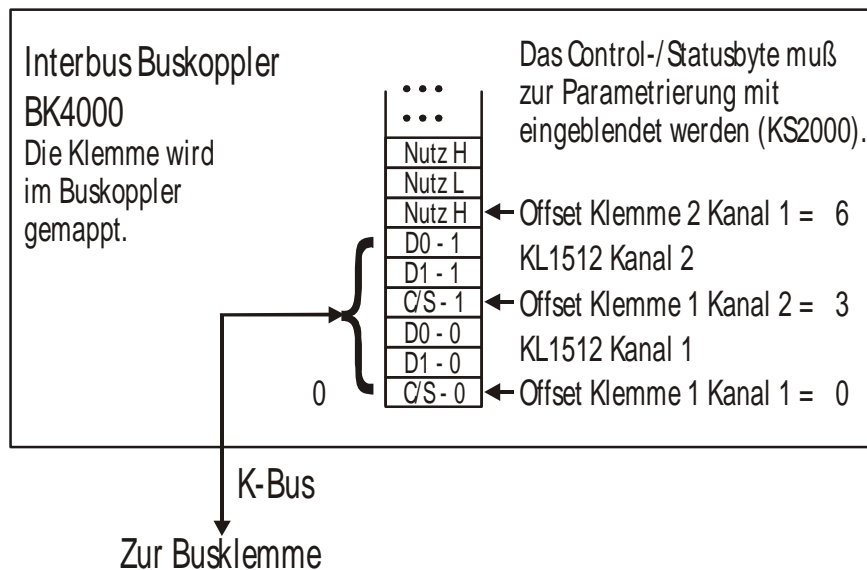 Interbus Buskoppler
BK4000
Die Klemme wird
im Buskoppler
gemappt.
Das Control-/Statusbyte muß
zur Parametrierung mit
eingeblendet werden (KS2000).
•••
•••
Nutz H
Nutz L
Nutz H
Offset Klemme 2 Kanal 1 = 6
D0 - 1
KL1512 Kanal 2
D1 - 1
C/S - 1
Offset Klemme 1 Kanal 2 = 3
D0 - 0
KL1512 Kanal 1
D1 - 0
0
C/S - 0
Offset Klemme 1 Kanal 1 = 0
K-Bus
Zur Busklemme